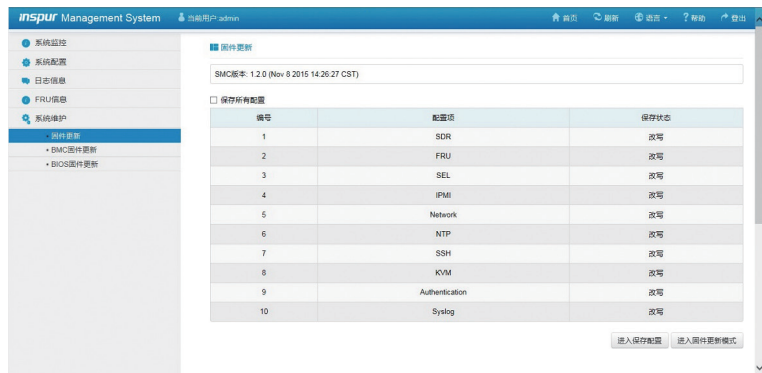 inspur Management System 当前用户:admin 首页 刷新 语言 帮助 登出
系统监控
系统配置
日志信息
FRU信息
系统维护
• 固件更新
• BMC固件更新
• BIOS固件更新
固件更新
SMC版本: 1.2.0 (Nov 8 2015 14:26:27 CST)
保存所有配置
编号 配置项 保存状态
1 SDR 改写
2 FRU 改写
3 SEL 改写
4 IPMI 改写
5 Network 改写
6 NTP 改写
7 SSH 改写
8 KVM 改写
9 Authentication 改写
10 Syslog 改写
进入保存配置 进入固件更新模式